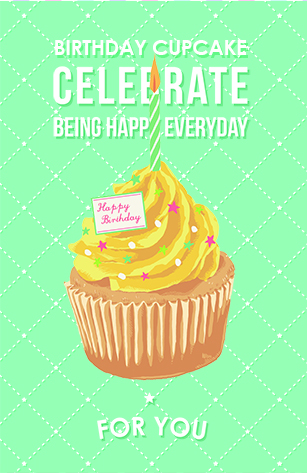 BIRTHDAY CUPCAKE
CELEBRATE
BEING HAPPY EVERYDAY
Happy
Birthday
FOR YOU